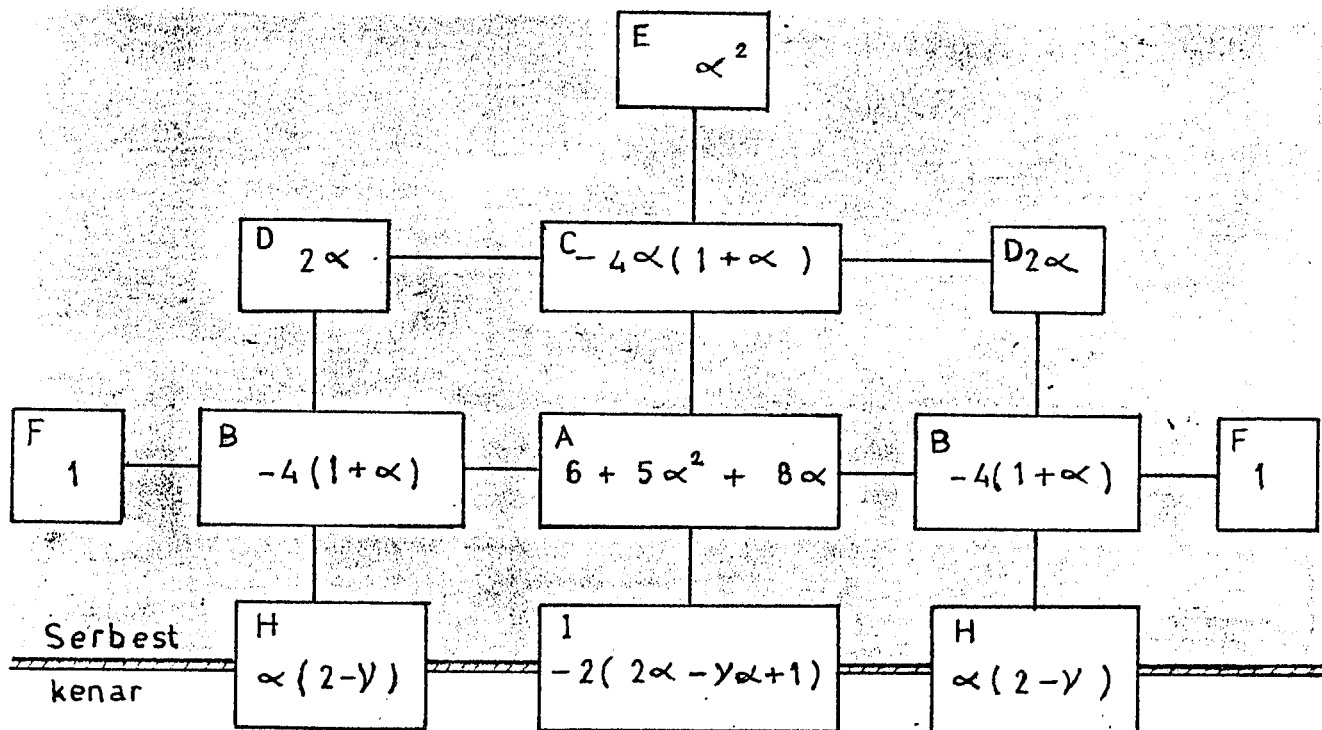 E
α²
D
2α
C
-4α(1+α)
D
2α
F
1
B
-4(1+α)
A
6 + 5α² + 8α
B
-4(1+α)
F
1
Serbest
kenar
H
α(2-ν)
I
-2(2α-να+1)
H
α(2-ν)